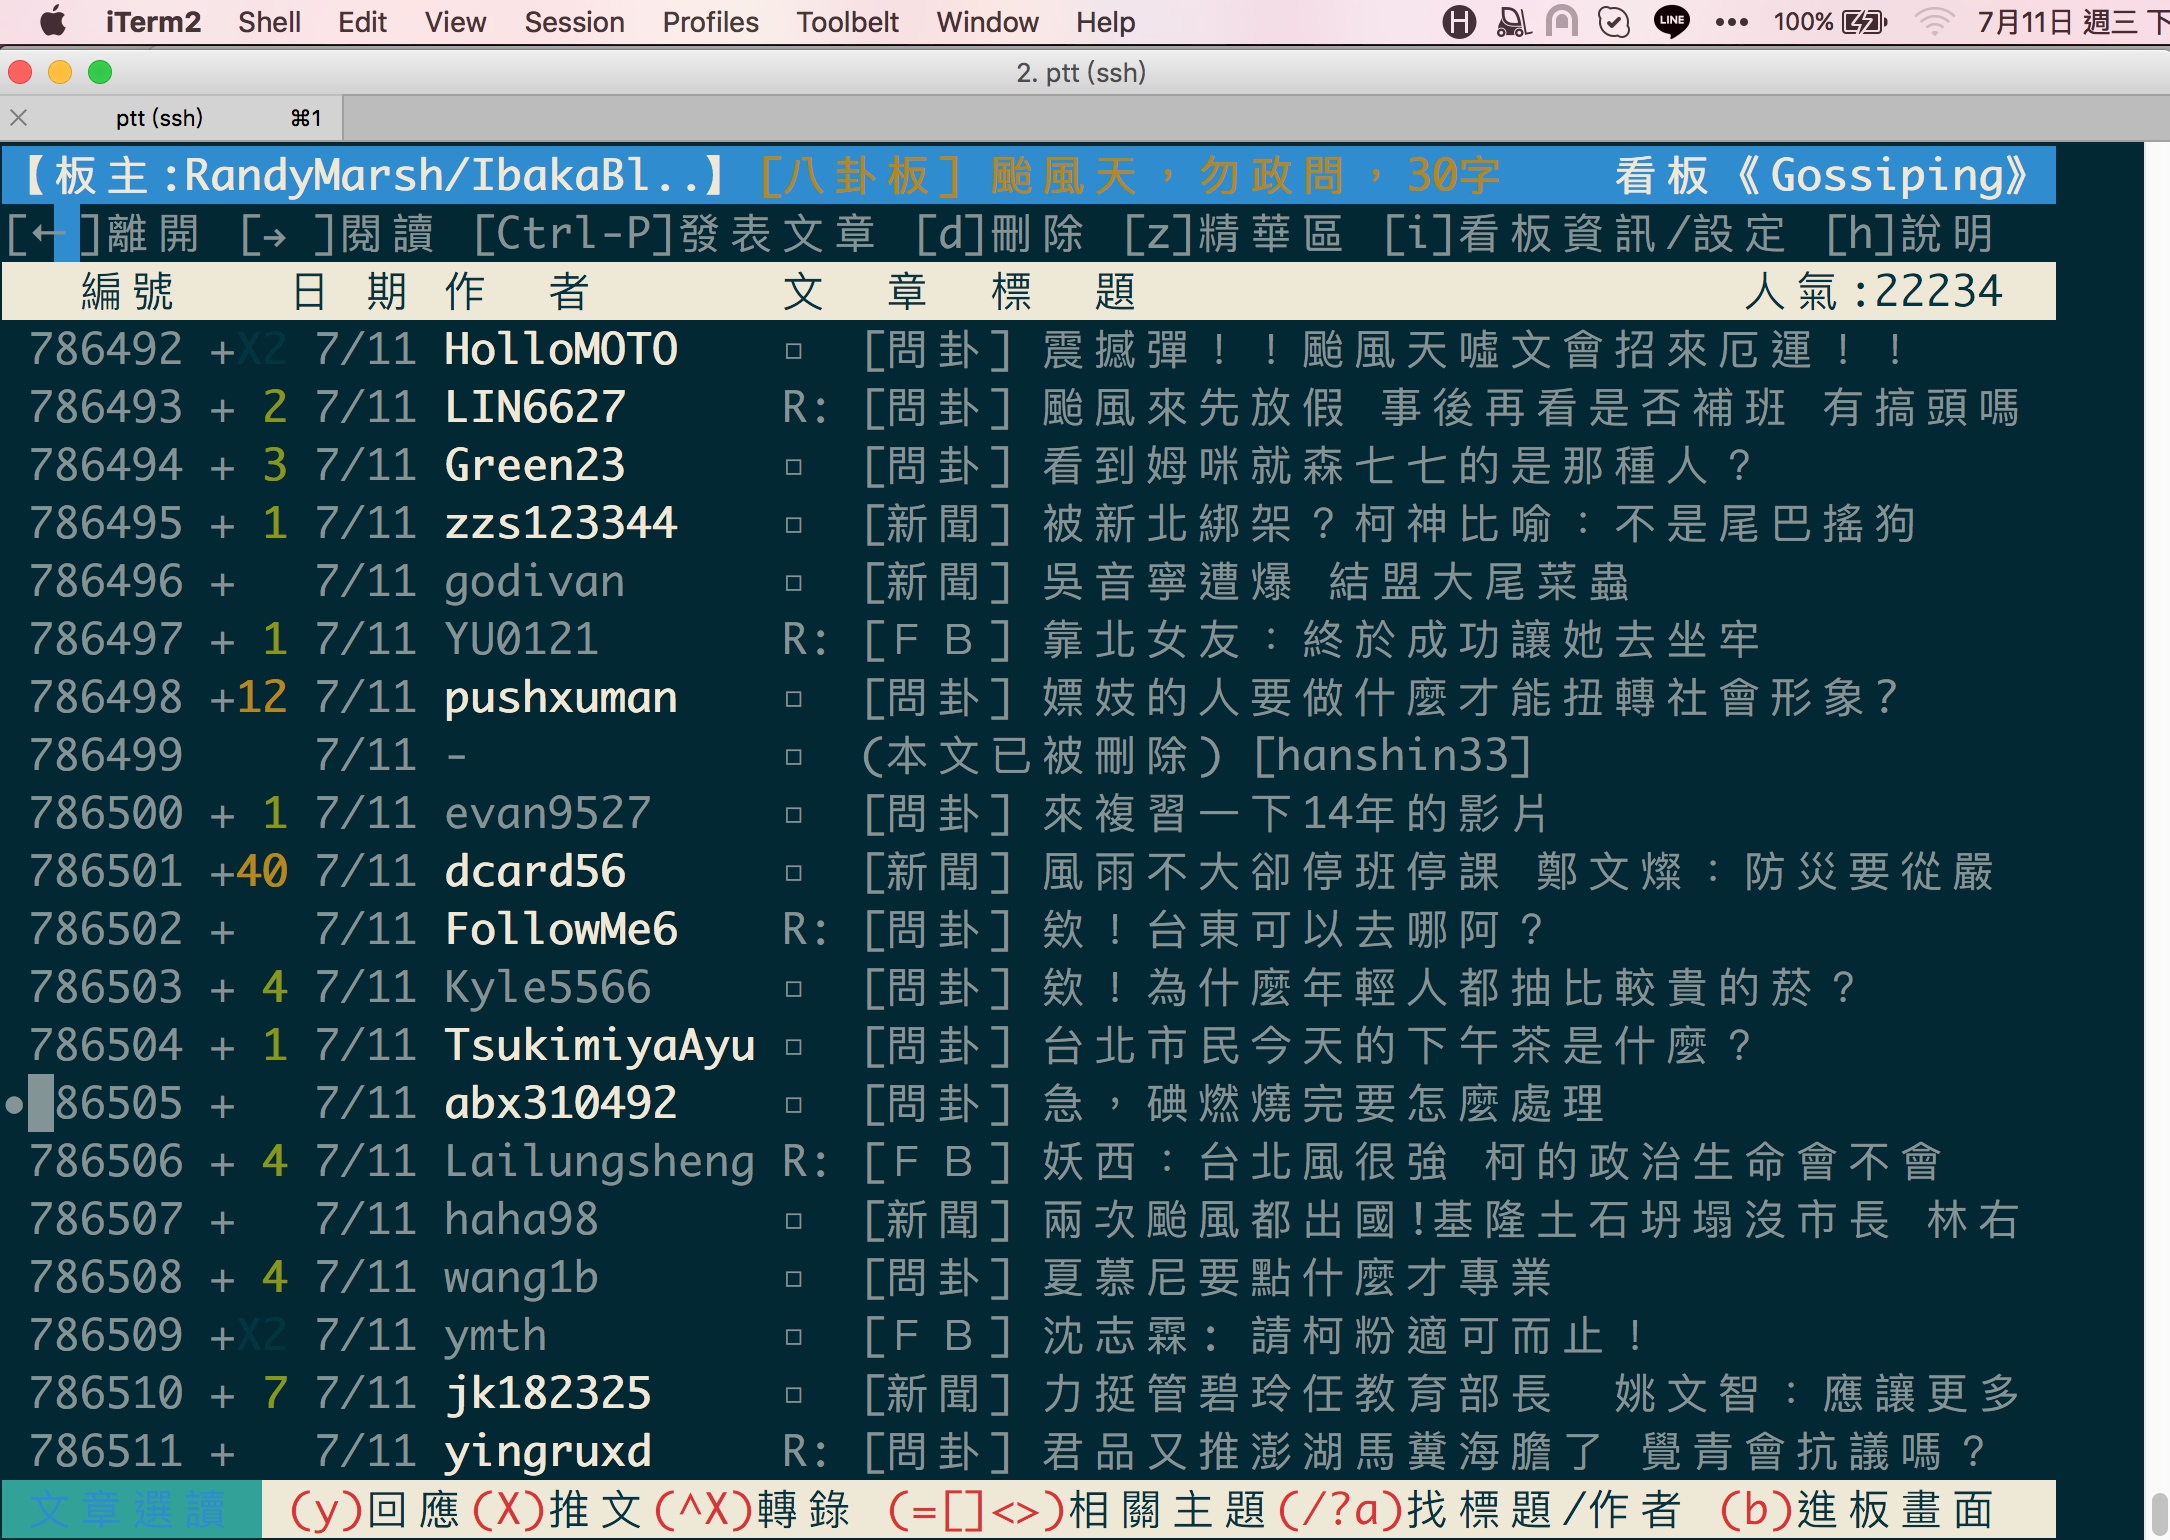 iTerm2 Shell Edit View Session Profiles Toolbelt Window Help LINE 100% 7月11日 週三 下
2. ptt (ssh)
ptt (ssh) ⌘1
【板主:RandyMarsh/IbakaBl..】[八卦板] 颱風天，勿政問，30字 看板《Gossiping》
[←]離開 [→ ]閱讀 [Ctrl-P]發表文章 [d]刪除 [z]精華區 [i]看板資訊/設定 [h]說明
編號 日 期 作 者 文 章 標 題 人氣:22234
786492 +X2 7/11 HolloMOTO □ [問卦] 震撼彈！！颱風天噓文會招來厄運！！
786493 + 2 7/11 LIN6627 R: [問卦] 颱風來先放假 事後再看是否補班 有搞頭嗎
786494 + 3 7/11 Green23 □ [問卦] 看到姆咪就森七七的是那種人？
786495 + 1 7/11 zzs123344 □ [新聞] 被新北綁架？柯神比喻：不是尾巴搖狗
786496 + 7/11 godivan □ [新聞] 吳音寧遭爆 結盟大尾菜蟲
786497 + 1 7/11 YU0121 R: [ＦＢ] 靠北女友：終於成功讓她去坐牢
786498 +12 7/11 pushxuman □ [問卦] 嫖妓的人要做什麼才能扭轉社會形象?
786499 7/11 - □ (本文已被刪除) [hanshin33]
786500 + 1 7/11 evan9527 □ [問卦] 來複習一下14年的影片
786501 +40 7/11 dcard56 □ [新聞] 風雨不大卻停班停課 鄭文燦：防災要從嚴
786502 + 7/11 FollowMe6 R: [問卦] 欸！台東可以去哪阿？
786503 + 4 7/11 Kyle5566 □ [問卦] 欸！為什麼年輕人都抽比較貴的菸？
786504 + 1 7/11 TsukimiyaAyu □ [問卦] 台北市民今天的下午茶是什麼？
●86505 + 7/11 abx310492 □ [問卦] 急，碘燃燒完要怎麼處理
786506 + 4 7/11 Lailungsheng R: [ＦＢ] 妖西：台北風很強 柯的政治生命會不會
786507 + 7/11 haha98 □ [新聞] 兩次颱風都出國!基隆土石坍塌沒市長 林右
786508 + 4 7/11 wang1b □ [問卦] 夏慕尼要點什麼才專業
786509 +X2 7/11 ymth □ [ＦＢ] 沈志霖: 請柯粉適可而止！
786510 + 7 7/11 jk182325 □ [新聞] 力挺管碧玲任教育部長 姚文智：應讓更多
786511 + 7/11 yingruxd R: [問卦] 君品又推澎湖馬糞海膽了 覺青會抗議嗎？
文章選讀 (y)回應(X)推文(^X)轉錄 (=[]<>)相關主題(/?a)找標題/作者 (b)進板畫面